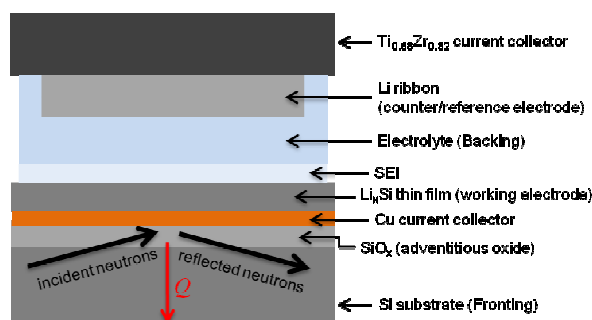 Ti0.68Zr0.32 current collector
Li ribbon
(counter/reference electrode)
Electrolyte (Backing)
SEI
LixSi thin film (working electrode)
Cu current collector
SiOx (adventitious oxide)
incident neutrons
reflected neutrons
Q
Si substrate (Fronting)